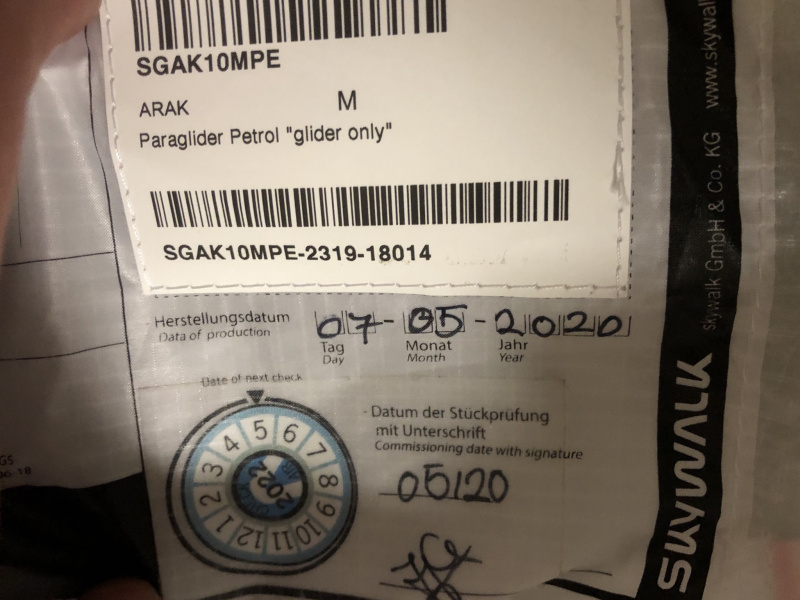 SGAK10MPE
ARAK M
Paraglider Petrol "glider only"
SGAK10MPE-2319-18014
Herstellungsdatum 07-05-2020
Data of production
Tag Monat Jahr
Day Month Year
Date of next check
1 2 3 4 5 6 7 8 9 10 11 12
2022
Datum der Stückprüfung
mit Unterschrift
Commissioning date with signature
05/20
SKYWALK
skywalk GmbH & Co. KG www.skywalk